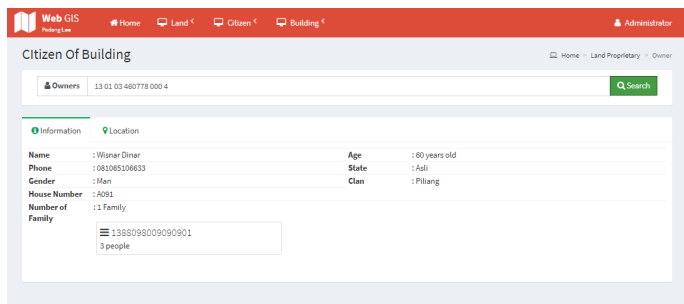 Web GIS
Padang Lua
Home
Land
Citizen
Building
Administrator
CItizen Of Building
Home > Land Proprietary > Owner
Owners
13 01 03 460778 000 4
Search
Information
Location
Name : Wisnar Dinar
Age : 60 years old
Phone : 081065106633
State : Asli
Gender : Man
Clan : Piliang
House Number : A091
Number of Family : 1 Family
1388098009090901
3 people